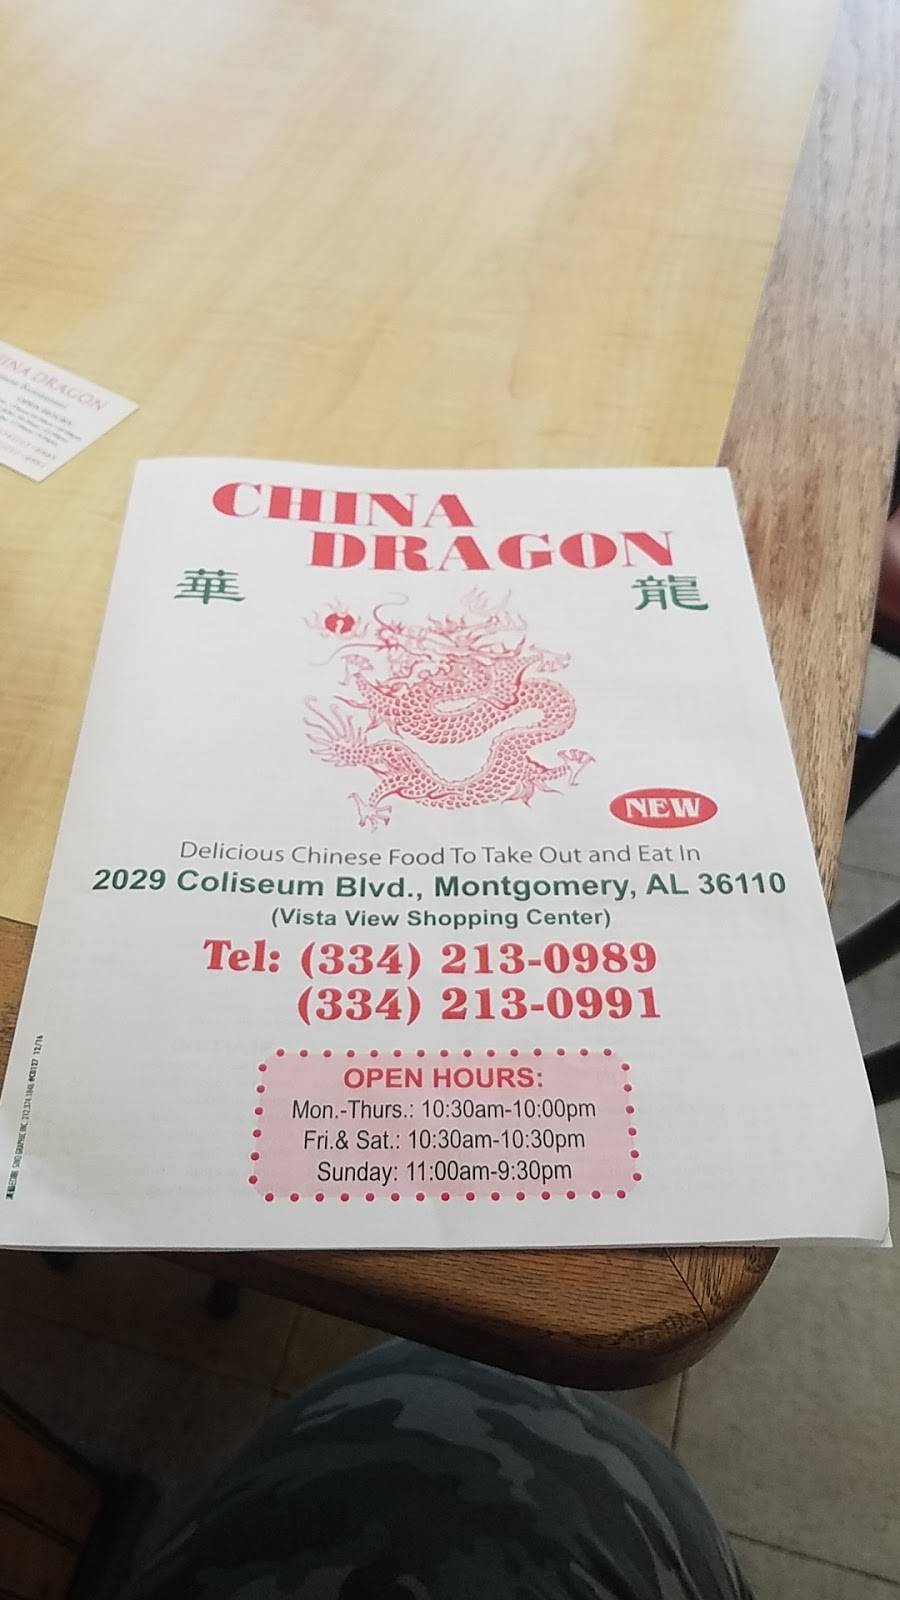 CHINA DRAGON
CHINA
DRAGON
華 龍
NEW
Delicious Chinese Food To Take Out and Eat In
2029 Coliseum Blvd., Montgomery, AL 36110
(Vista View Shopping Center)
Tel: (334) 213-0989
(334) 213-0991
OPEN HOURS:
Mon.-Thurs.: 10:30am-10:00pm
Fri.& Sat.: 10:30am-10:30pm
Sunday: 11:00am-9:30pm